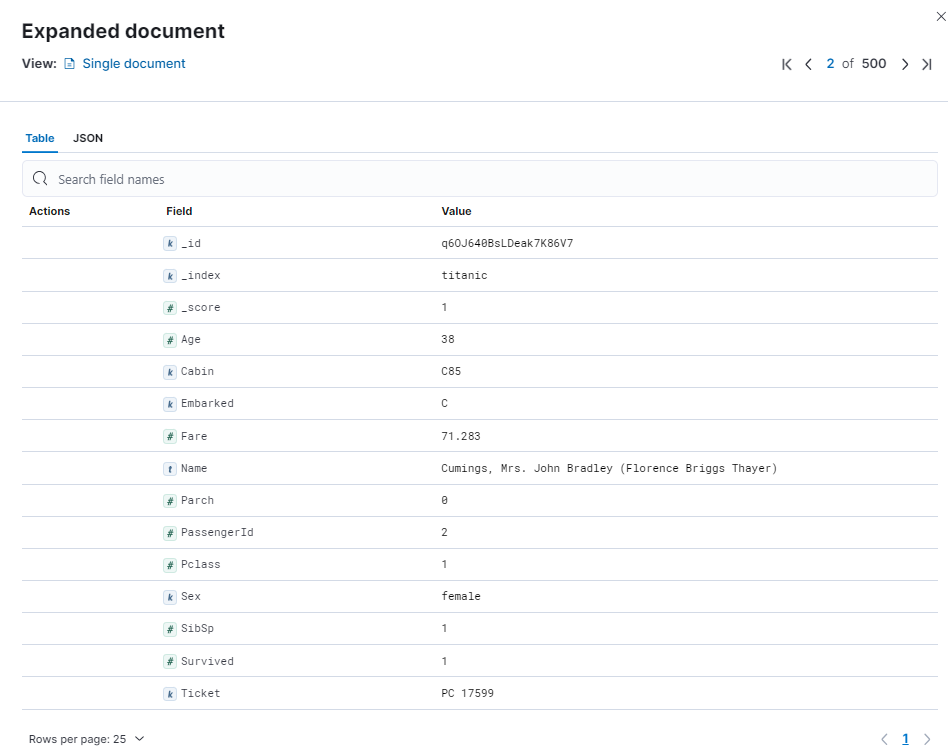 Expanded document
View: Single document
2 of 500
Table JSON
Search field names
Actions Field Value
k _id q6OJ640BsLDeak7K86V7
k _index titanic
# _score 1
# Age 38
k Cabin C85
k Embarked C
# Fare 71.283
t Name Cumings, Mrs. John Bradley (Florence Briggs Thayer)
# Parch 0
# PassengerId 2
# Pclass 1
k Sex female
# SibSp 1
# Survived 1
k Ticket PC 17599
Rows per page: 25
1